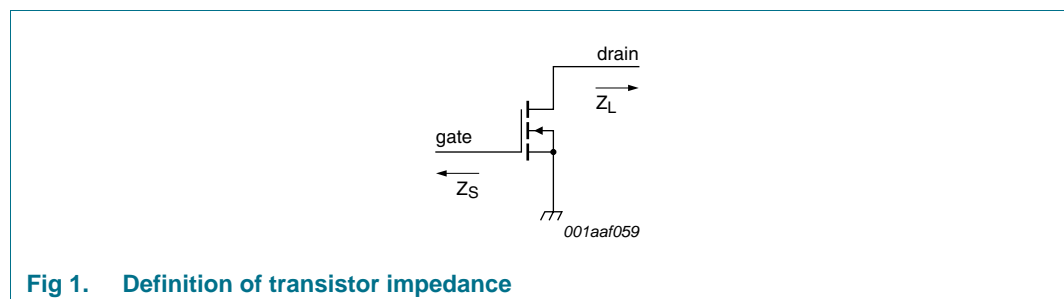 drain
Z_L
gate
Z_S
001aaf059
Fig 1. Definition of transistor impedance